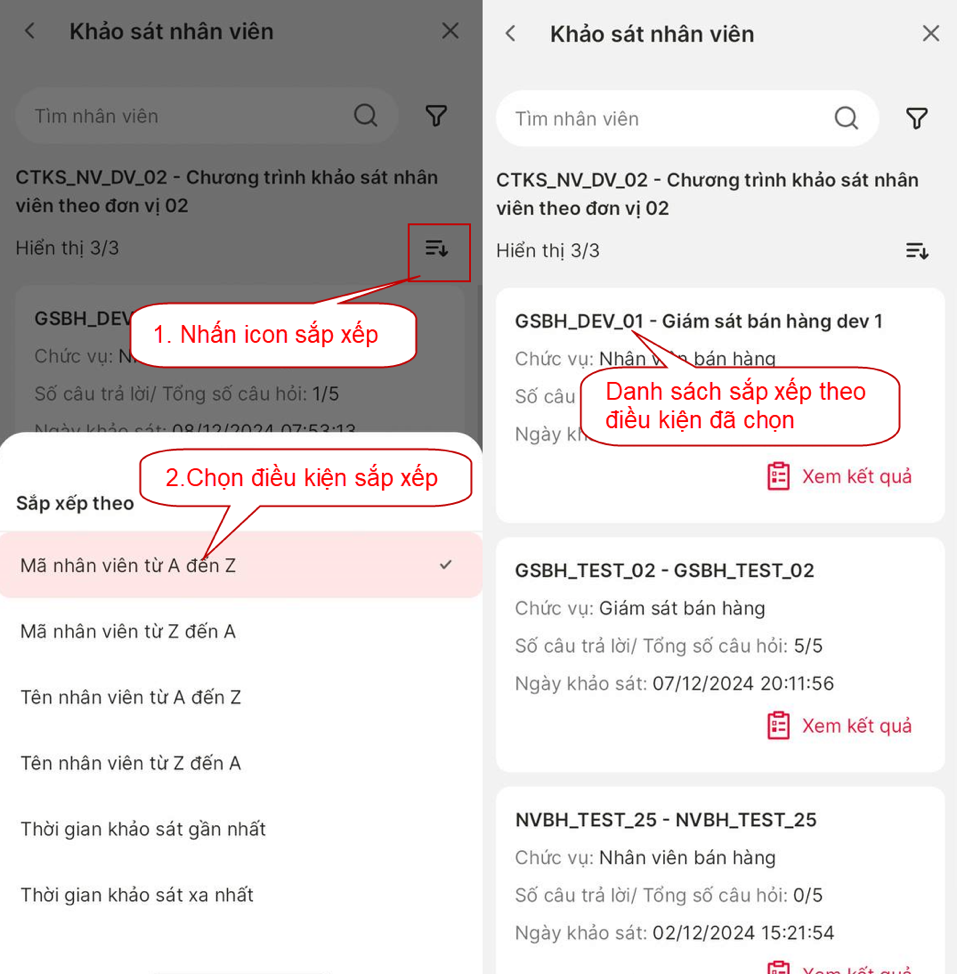 Khảo sát nhân viên
Tìm nhân viên
CTKS_NV_DV_02 - Chương trình khảo sát nhân
viên theo đơn vị 02
Hiển thị 3/3
1. Nhấn icon sắp xếp
GSBH_DEV
Chức vụ:
Số câu trả lời/ Tổng số câu hỏi: 1/5
Ngày khảo sát: 08/12/2024 07:53:13
2.Chọn điều kiện sắp xếp
Sắp xếp theo
Mã nhân viên từ A đến Z
Mã nhân viên từ Z đến A
Tên nhân viên từ A đến Z
Tên nhân viên từ Z đến A
Thời gian khảo sát gần nhất
Thời gian khảo sát xa nhất
Khảo sát nhân viên
Tìm nhân viên
CTKS_NV_DV_02 - Chương trình khảo sát nhân
viên theo đơn vị 02
Hiển thị 3/3
GSBH_DEV_01 - Giám sát bán hàng dev 1
Chức vụ: Nhân viên bán hàng
Số câu
Ngày
Danh sách sắp xếp theo
điều kiện đã chọn
Xem kết quả
GSBH_TEST_02 - GSBH_TEST_02
Chức vụ: Giám sát bán hàng
Số câu trả lời/ Tổng số câu hỏi: 5/5
Ngày khảo sát: 07/12/2024 20:11:56
Xem kết quả
NVBH_TEST_25 - NVBH_TEST_25
Chức vụ: Nhân viên bán hàng
Số câu trả lời/ Tổng số câu hỏi: 0/5
Ngày khảo sát: 02/12/2024 15:21:54
Xem kết quả